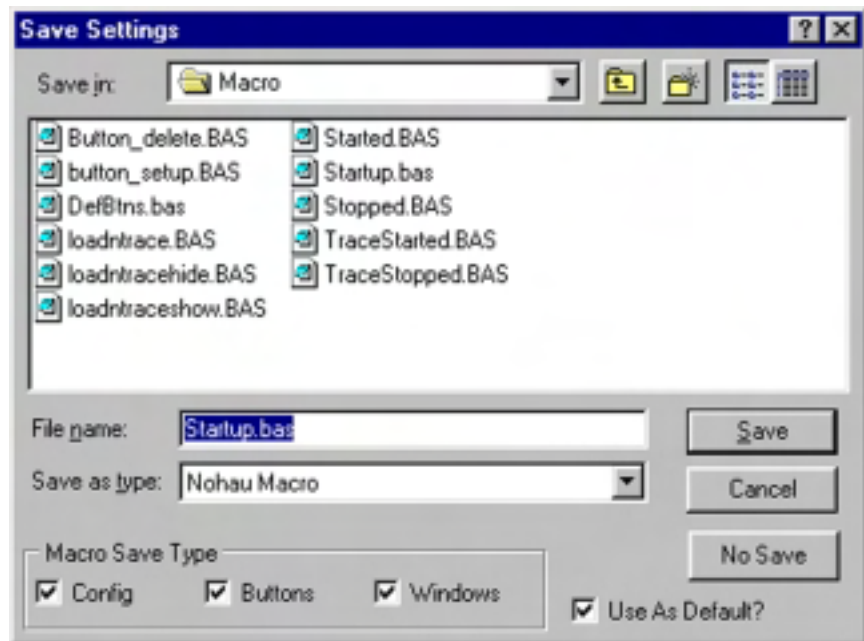 Save Settings
Save in: Macro
Button_delete.BAS
button_setup.BAS
DefBtns.bas
loadntrace.BAS
loadntracehide.BAS
loadntraceshow.BAS
Started.BAS
Startup.bas
Stopped.BAS
TraceStarted.BAS
TraceStopped.BAS
File name: Startup.bas
Save
Save as type: Nohau Macro
Cancel
No Save
Macro Save Type
Config Buttons Windows
Use As Default?